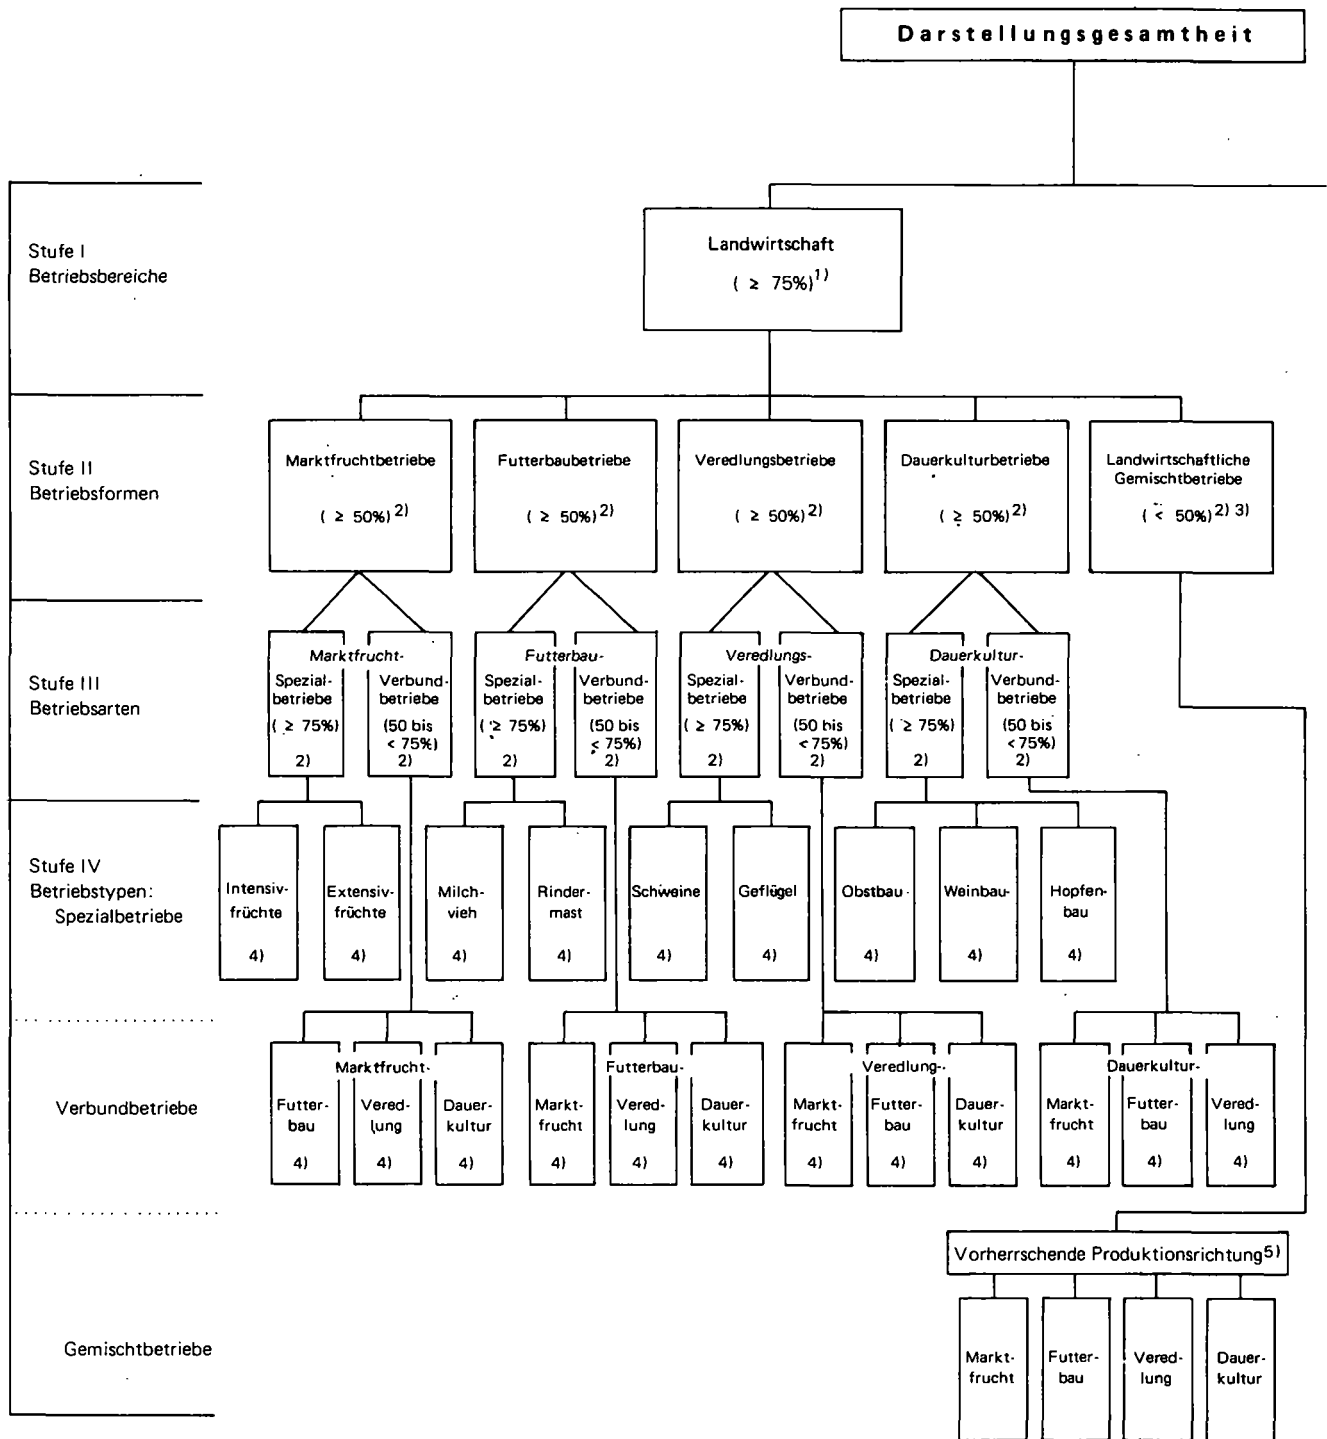 Darstellungsgesamtheit
Stufe I
Betriebsbereiche
Landwirtschaft
( ≥ 75%)1)
Stufe II
Betriebsformen
Marktfruchtbetriebe
( ≥ 50%)2)
Futterbaubetriebe
( ≥ 50%)2)
Veredlungsbetriebe
( ≥ 50%)2)
Dauerkulturbetriebe
( ≥ 50%)2)
Landwirtschaftliche
Gemischtbetriebe
( < 50%)2) 3)
Stufe III
Betriebsarten
Marktfrucht-
Spezial-
betriebe
( ≥ 75%)
2)
Verbund-
betriebe
(50 bis
< 75%)
2)
Futterbau-
Spezial-
betriebe
( ≥ 75%)
2)
Verbund-
betriebe
(50 bis
< 75%)
2)
Veredlungs-
Spezial-
betriebe
( ≥ 75%)
2)
Verbund-
betriebe
(50 bis
< 75%)
2)
Dauerkultur-
Spezial-
betriebe
( ≥ 75%)
2)
Verbund-
betriebe
(50 bis
< 75%)
2)
Stufe IV
Betriebstypen:
Spezialbetriebe
Intensiv-
früchte
4)
Extensiv-
früchte
4)
Milch-
vieh
4)
Rinder-
mast
4)
Schweine
4)
Geflügel
4)
Obstbau
4)
Weinbau
4)
Hopfen-
bau
4)
Verbundbetriebe
Marktfrucht-
Futter-
bau
4)
Vered-
lung
4)
Dauer-
kultur
4)
Futterbau-
Markt-
frucht
4)
Vered-
lung
4)
Dauer-
kultur
4)
Veredlung-
Markt-
frucht
4)
Futter-
bau
4)
Dauer-
kultur
4)
Dauerkultur-
Markt-
frucht
4)
Futter-
bau
4)
Vered-
lung
4)
Gemischtbetriebe
Vorherrschende Produktionsrichtung5)
Markt-
frucht
Futter-
bau
Vered-
lung
Dauer-
kultur